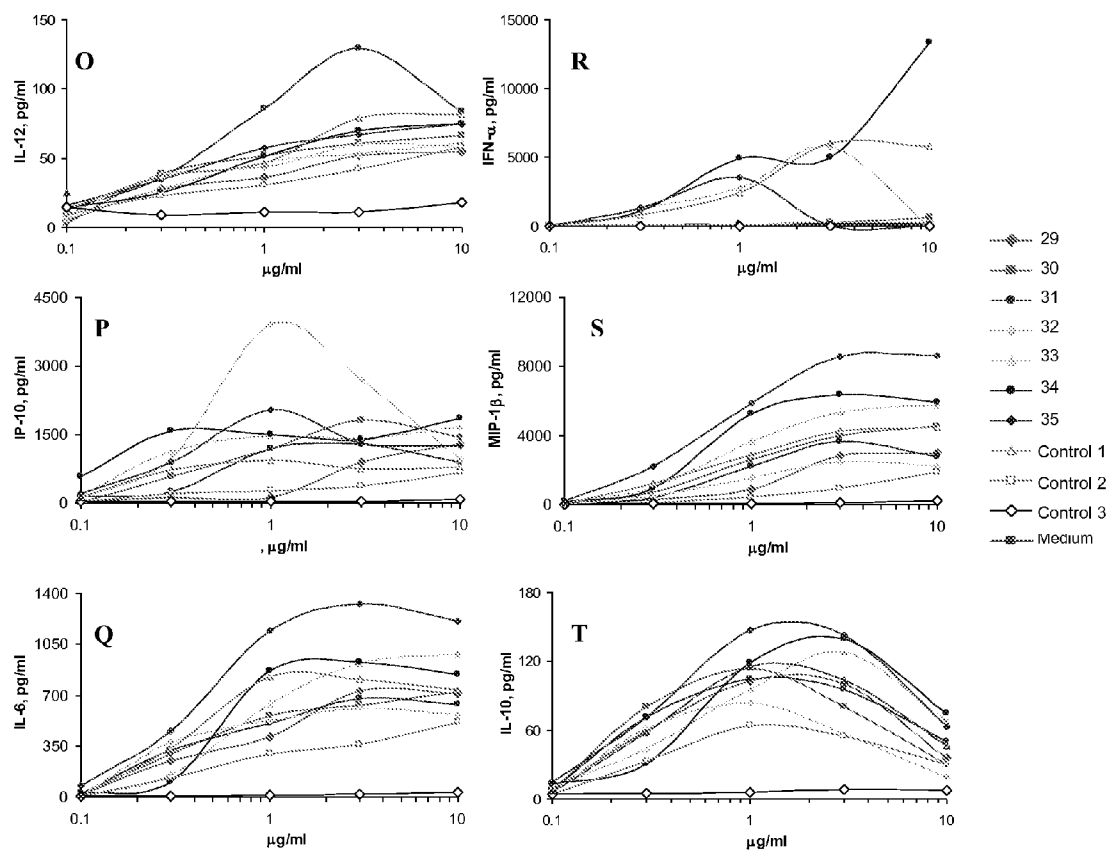 O
IL-12, pg/ml
150
100
50
0
0.1 1 10
µg/ml
R
IFN-α, pg/ml
15000
10000
5000
0
0.1 1 10
µg/ml
P
IP-10, pg/ml
4500
3000
1500
0
0.1 1 10
, µg/ml
S
MIP-1β, pg/ml
12000
8000
4000
0
0.1 1 10
µg/ml
Q
IL-6, pg/ml
1400
1050
700
350
0
0.1 1 10
µg/ml
T
IL-10, pg/ml
180
120
60
0
0.1 1 10
µg/ml
29
30
31
32
33
34
35
Control 1
Control 2
Control 3
Medium